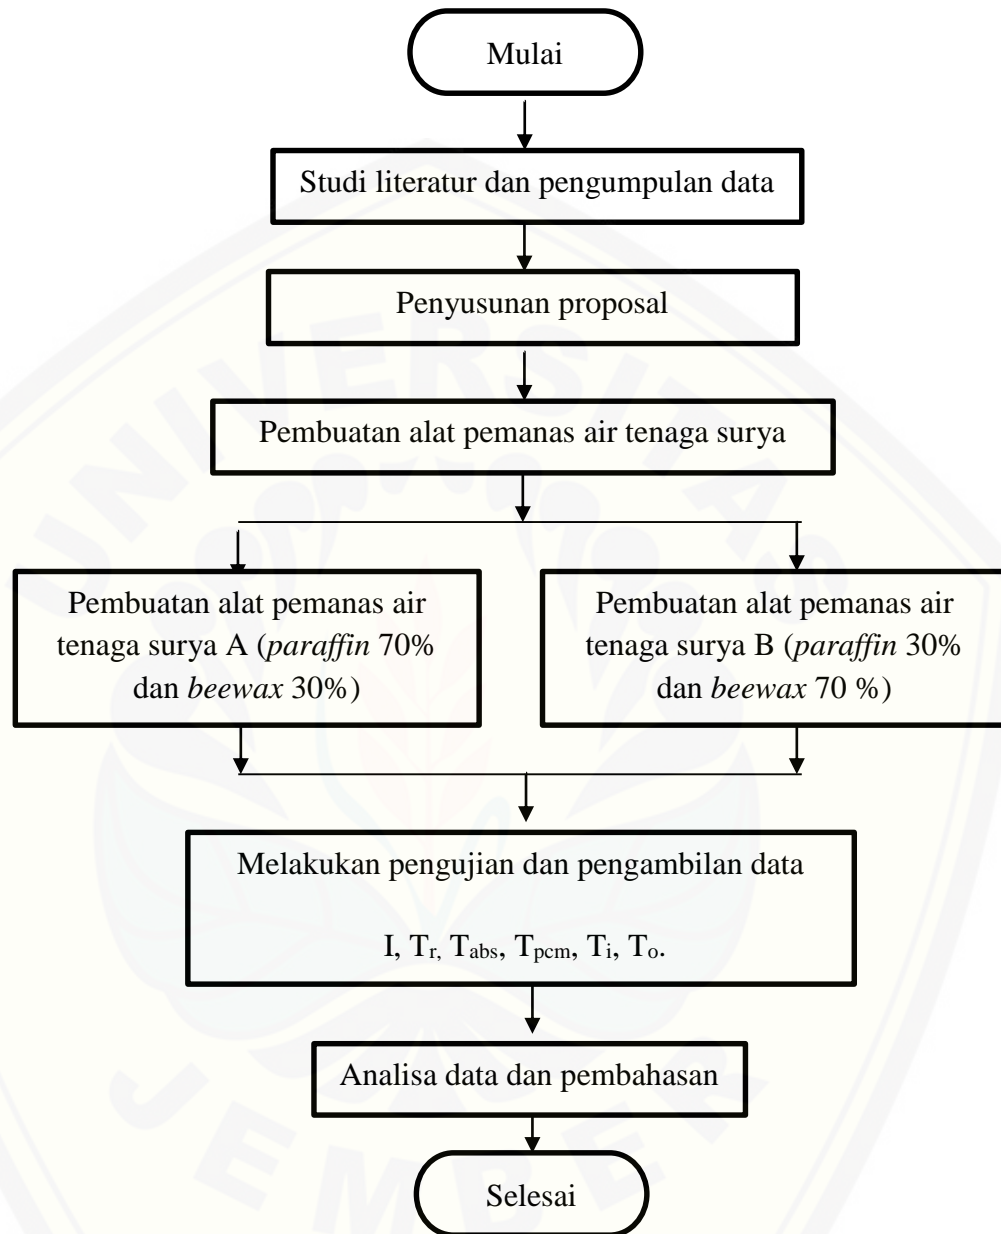 Mulai
Studi literatur dan pengumpulan data
Penyusunan proposal
Pembuatan alat pemanas air tenaga surya
Pembuatan alat pemanas air
tenaga surya A (paraffin 70%
dan beewax 30%)
Pembuatan alat pemanas air
tenaga surya B (paraffin 30%
dan beewax 70 %)
Melakukan pengujian dan pengambilan data
I, Tr, Tabs, Tpcm, Ti, To.
Analisa data dan pembahasan
Selesai
UNIVERSITAS
JEMBER